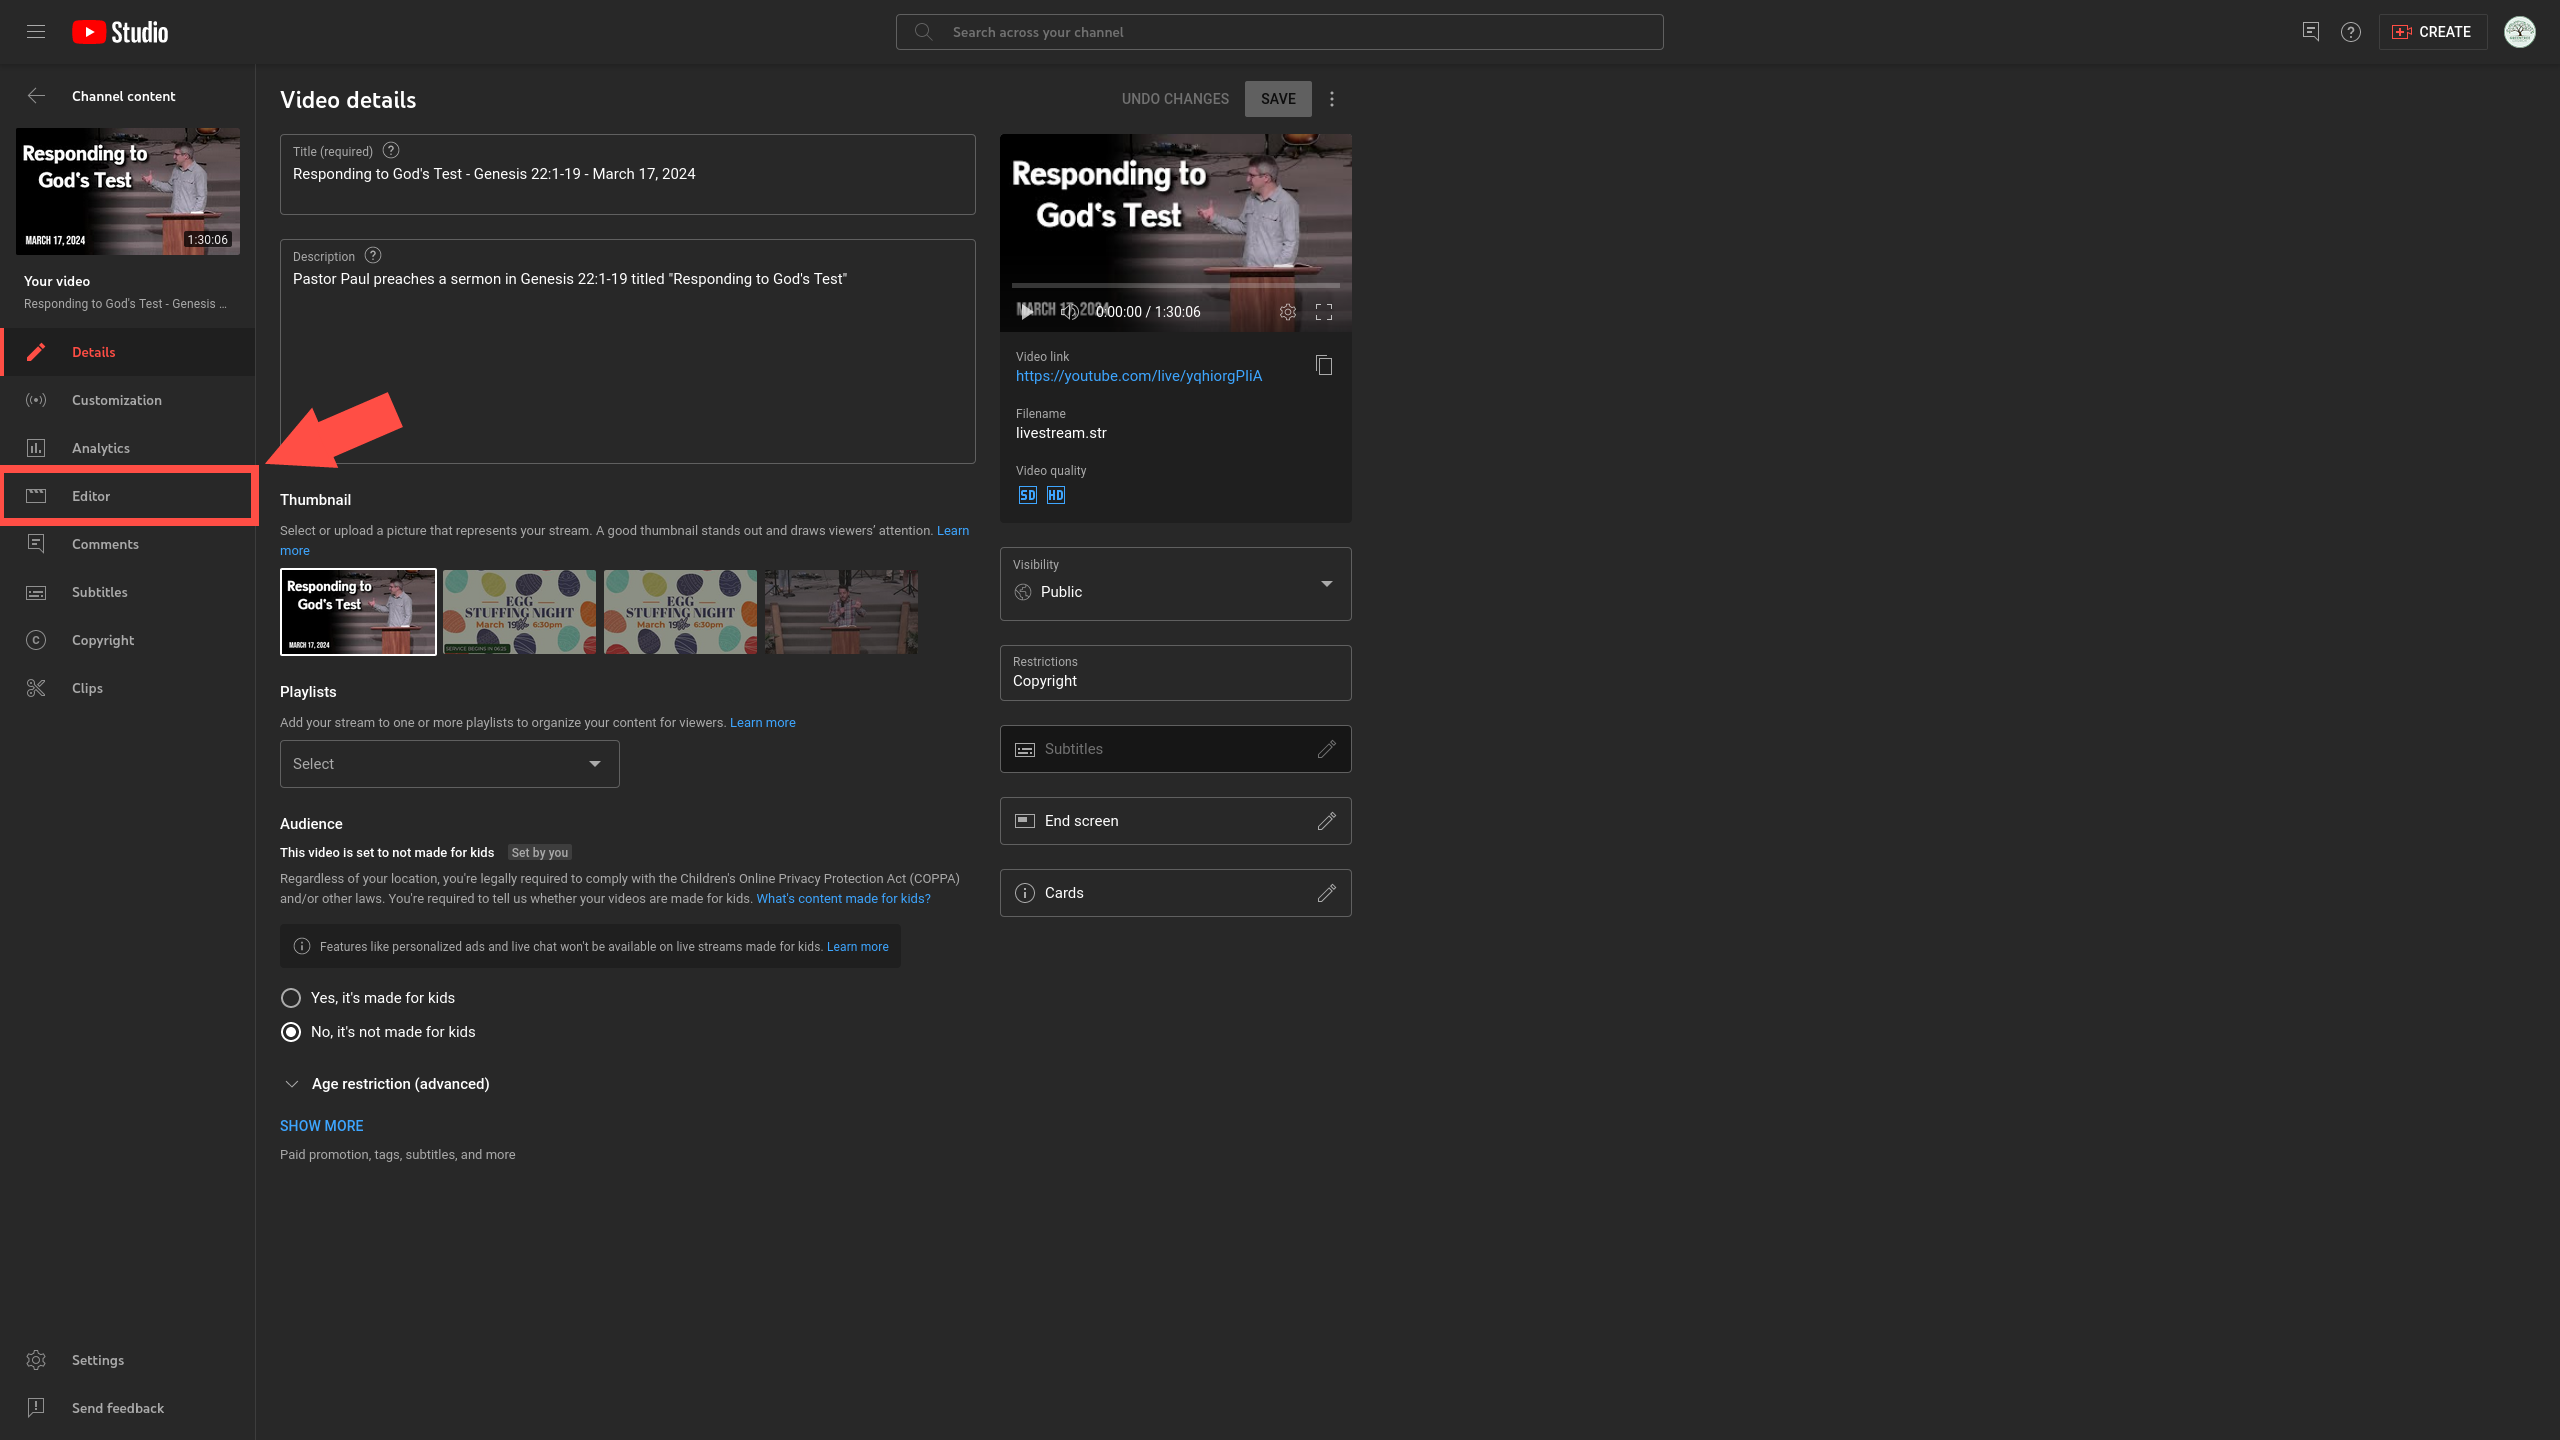 Studio
Search across your channel
CREATE
Channel content
Responding to
God's Test
MARCH 17, 2024
1:30:06
Your video
Responding to God's Test - Genesis ...
Details
Customization
Analytics
Editor
Comments
Subtitles
Copyright
Clips
Settings
Send feedback
Video details
UNDO CHANGES
SAVE
Title (required)
Responding to God's Test - Genesis 22:1-19 - March 17, 2024
Description
Pastor Paul preaches a sermon in Genesis 22:1-19 titled "Responding to God's Test"
Thumbnail
Select or upload a picture that represents your stream. A good thumbnail stands out and draws viewers' attention. Learn
more
Responding to
God's Test
MARCH 17, 2024
EGG
STUFFING NIGHT
March 19 6:30pm
SERVICE BEGINS IN 06:25
EGG
STUFFING NIGHT
March 19 6:30pm
Playlists
Add your stream to one or more playlists to organize your content for viewers. Learn more
Select
Audience
This video is set to not made for kids Set by you
Regardless of your location, you're legally required to comply with the Children's Online Privacy Protection Act (COPPA)
and/or other laws. You're required to tell us whether your videos are made for kids. What's content made for kids?
Features like personalized ads and live chat won't be available on live streams made for kids. Learn more
Yes, it's made for kids
No, it's not made for kids
Age restriction (advanced)
SHOW MORE
Paid promotion, tags, subtitles, and more
Responding to
God's Test
MARCH 17, 2024
0:00:00 / 1:30:06
Video link
https://youtube.com/live/yqhiorgPIiA
Filename
livestream.str
Video quality
SD HD
Visibility
Public
Restrictions
Copyright
Subtitles
End screen
Cards